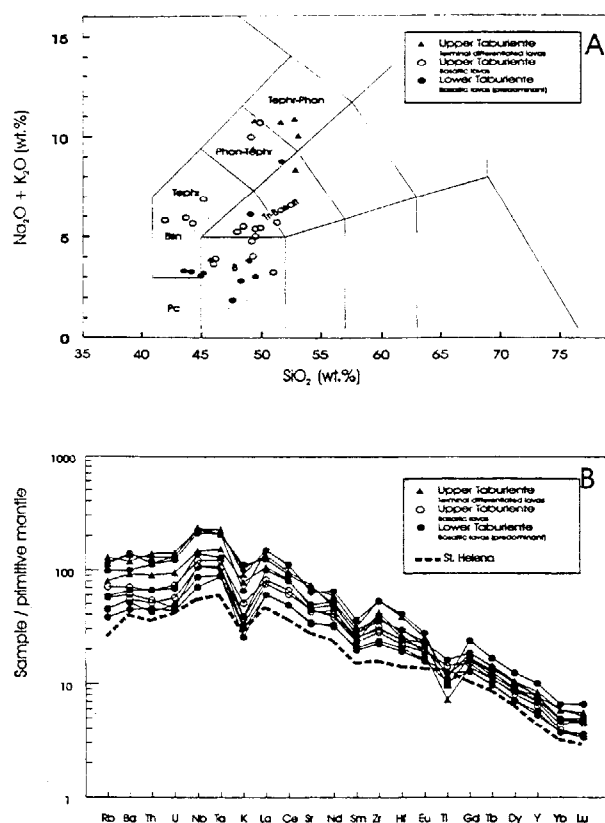 A
Na2O + K2O (wt.%)
16
15
10
5
0
Upper Taburiente
Terminal differentiated lavas
Upper Taburiente
Basaltic lavas
Lower Taburiente
Basaltic lavas (predominant)
Tephr-Phon
Phon-Tephr
Tephr
Bsn
B
Pc
35 40 45 50 55 60 65 70 75 80
SiO2 (wt.%)
B
Sample / primitive mantle
1000
100
10
1
Upper Taburiente
Terminal differentiated lavas
Upper Taburiente
Basaltic lavas
Lower Taburiente
Basaltic lavas (predominant)
St. Helena
Rb Ba Th U Nb Ta K La Ce Sr Nd Sm Zr Hf Eu Ti Gd Tb Dy Y Yb Lu